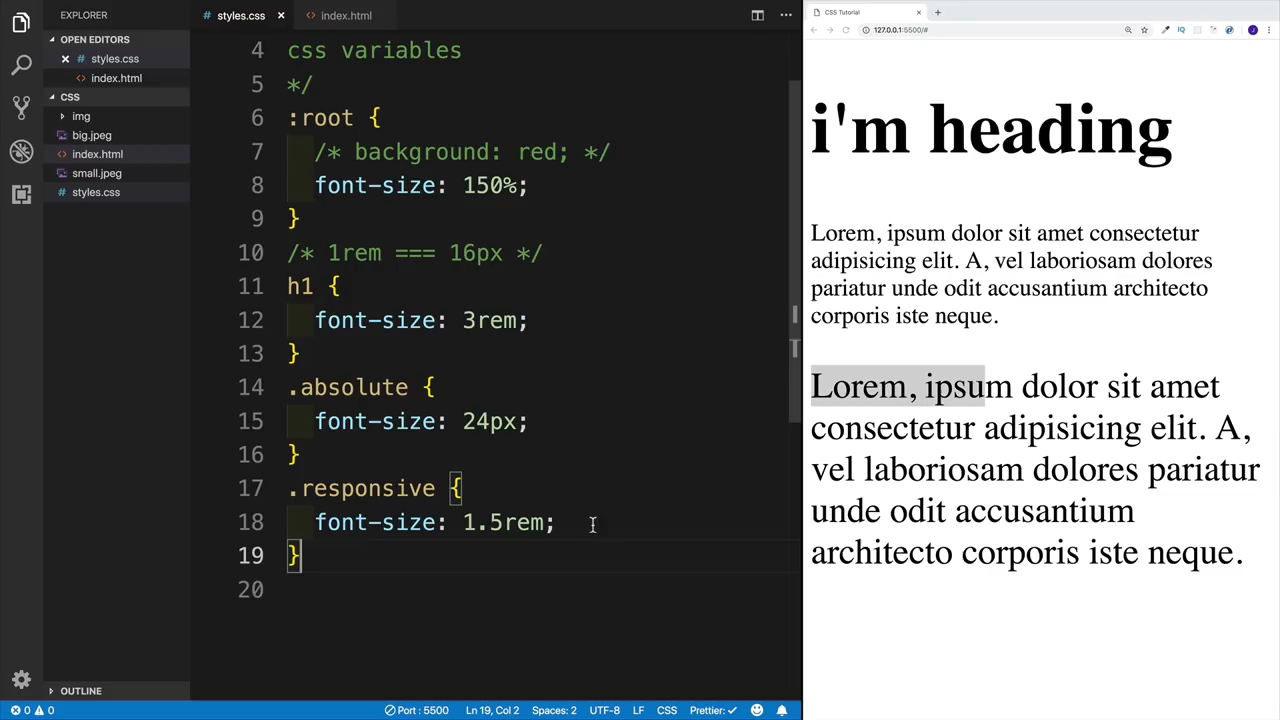 EXPLORER
OPEN EDITORS
styles.css
index.html
CSS
img
big.jpeg
index.html
small.jpeg
styles.css
OUTLINE
styles.css
index.html
4 css variables
5 */
6 :root {
7 /* background: red; */
8 font-size: 150%;
9 }
10 /* 1rem === 16px */
11 h1 {
12 font-size: 3rem;
13 }
14 .absolute {
15 font-size: 24px;
16 }
17 .responsive {
18 font-size: 1.5rem;
19 }
20
0 0
Port : 5500
Ln 19, Col 2
Spaces: 2
UTF-8
LF
CSS
Prettier: ✓
CSS Tutorial
127.0.0.1:5500/#
IQ
J
i'm heading
Lorem, ipsum dolor sit amet consectetur
adipisicing elit. A, vel laboriosam dolores
pariatur unde odit accusantium architecto
corporis iste neque.
Lorem, ipsum dolor sit amet
consectetur adipisicing elit. A,
vel laboriosam dolores pariatur
unde odit accusantium
architecto corporis iste neque.